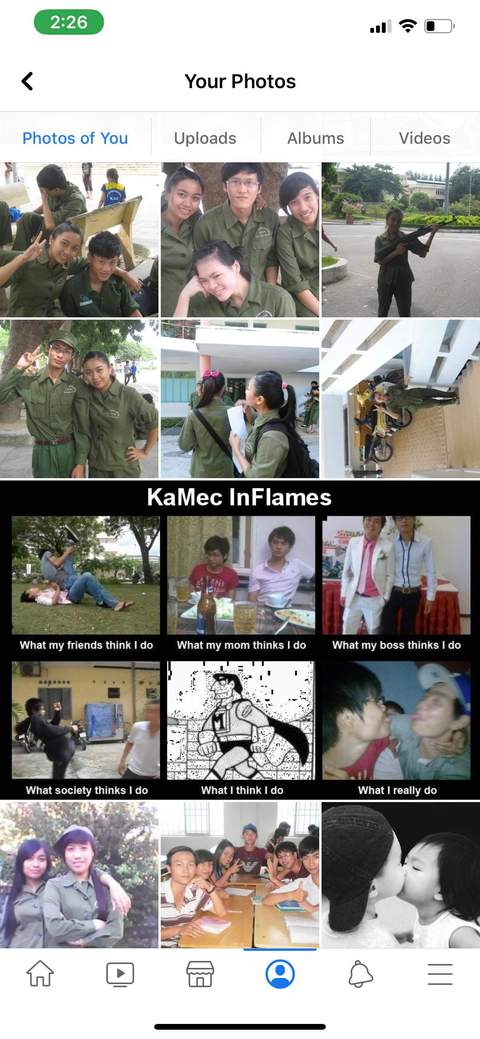 2:26
Your Photos
Photos of You
Uploads
Albums
Videos
KaMec InFlames
What my friends think I do
What my mom thinks I do
What my boss thinks I do
M
What society thinks I do
What I think I do
What I really do